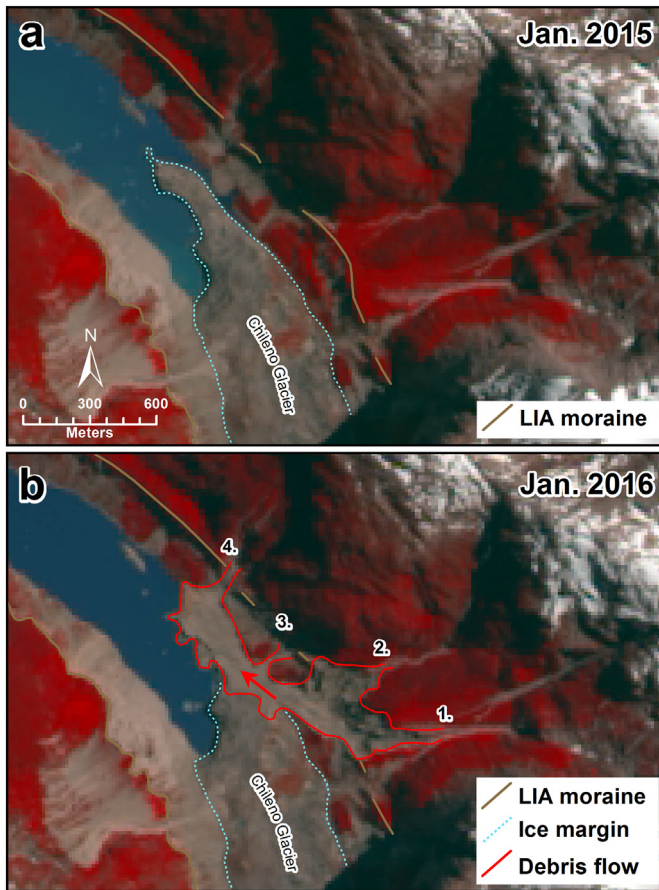 a
Jan. 2015
Chileno Glacier
N
0 300 600
Meters
LIA moraine
b
Jan. 2016
4.
3.
2.
1.
Chileno Glacier
LIA moraine
Ice margin
Debris flow